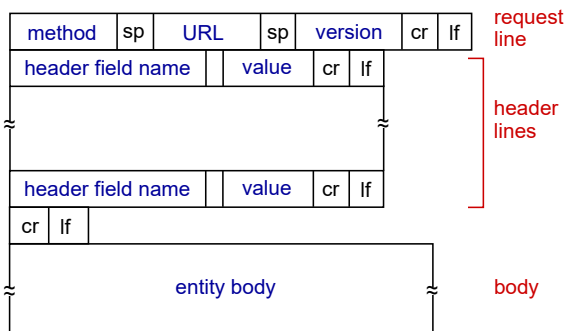 method sp URL sp version cr lf request line
header field name value cr lf
header lines
header field name value cr lf
cr lf
entity body body